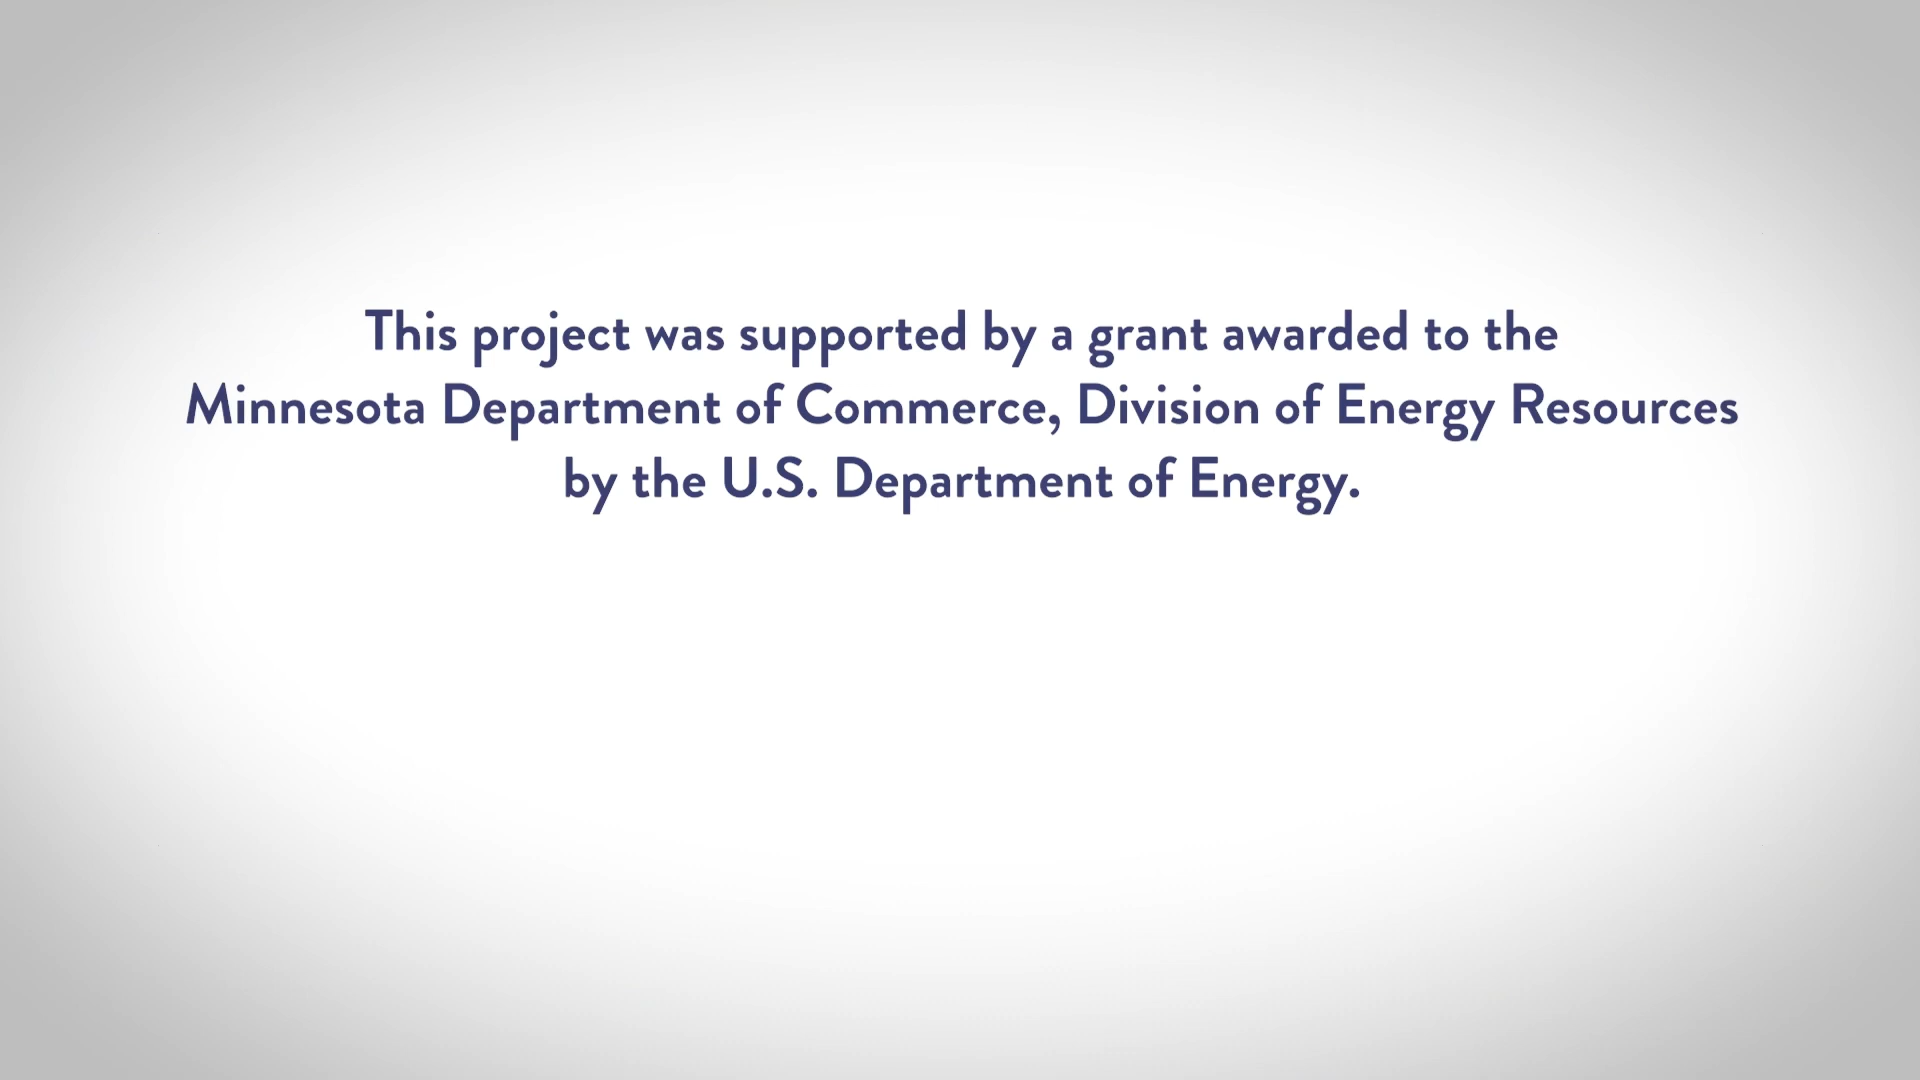 This project was supported by a grant awarded to the
Minnesota Department of Commerce, Division of Energy Resources
by the U.S. Department of Energy.